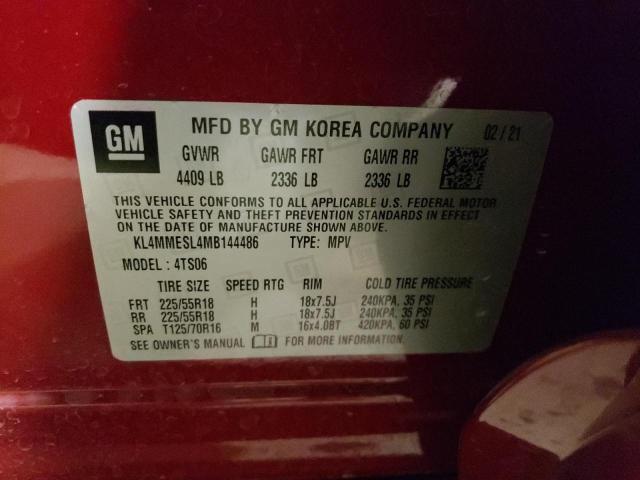 GM MFD BY GM KOREA COMPANY 02/21
GVWR GAWR FRT GAWR RR
4409 LB 2336 LB 2336 LB
THIS VEHICLE CONFORMS TO ALL APPLICABLE U.S. FEDERAL MOTOR
VEHICLE SAFETY AND THEFT PREVENTION STANDARDS IN EFFECT
ON THE DATE OF MANUFACTURE SHOWN ABOVE.
KL4MMESL4MB144486 TYPE: MPV
MODEL: 4TS06
TIRE SIZE SPEED RTG RIM COLD TIRE PRESSURE
FRT 225/55R18 H 18x7.5J 240KPA, 35 PSI
RR 225/55R18 H 18x7.5J 240KPA, 35 PSI
SPA T125/70R16 M 16x4.0BT 420KPA, 60 PSI
SEE OWNER'S MANUAL FOR MORE INFORMATION.